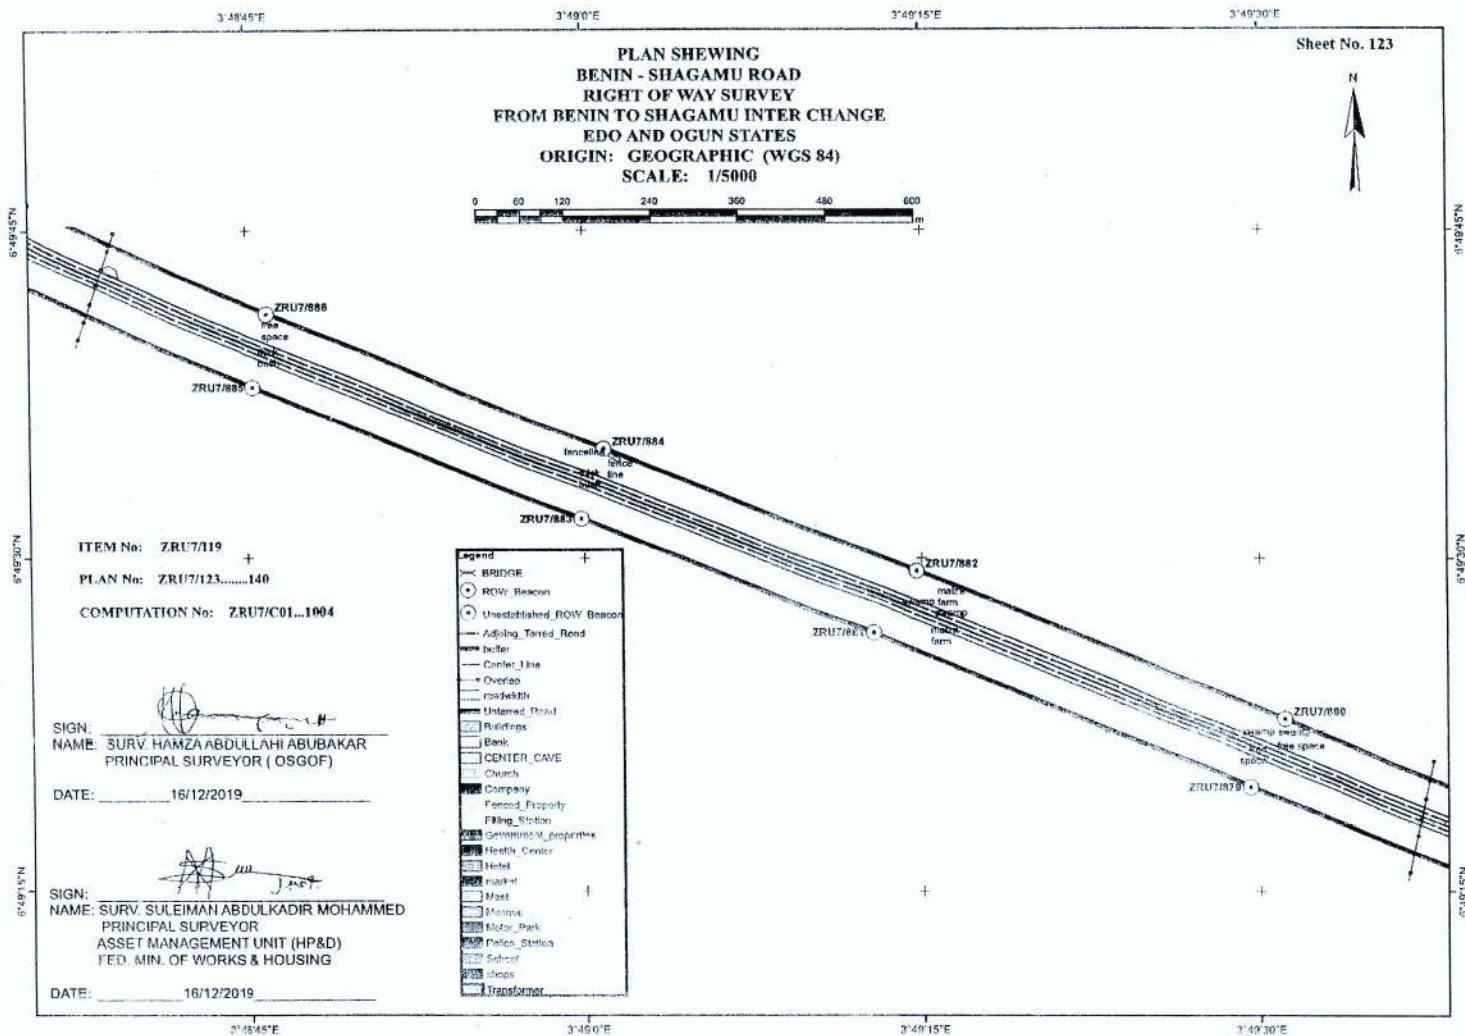 3°48'45"E 3°49'0"E 3°49'15"E 3°49'30"E
Sheet No. 123
PLAN SHEWING
BENIN - SHAGAMU ROAD
RIGHT OF WAY SURVEY
FROM BENIN TO SHAGAMU INTER CHANGE
EDO AND OGUN STATES
ORIGIN: GEOGRAPHIC (WGS 84)
SCALE: 1/5000
N
0 60 120 240 360 480 600
m
6°49'45"N 6°49'45"N
ZRU7/886
free
space
ZRU7/885
ZRU7/884
fenceline
fence
line
ZRU7/883
ZRU7/882
maize
swamp farm
swamp
maize
farm
ZRU7/881
ZRU7/880
swamp swamp
free space
ZRU7/879
6°49'30"N 6°49'30"N
ITEM No: ZRU7/119
PLAN No: ZRU7/123.......140
COMPUTATION No: ZRU7/C01...1004
Legend
BRIDGE
ROW_Beacon
Unestablished_ROW_Beacon
Adjoing_Tarred_Road
buffer
Center_Line
Overlap
roadwidth
Untarred_Road
Buildings
Bank
CENTER_CAVE
Church
Company
Fenced_Property
Filling_Station
Government_properties
Health_Center
Hotel
market
Mast
Mosque
Motor_Park
Police_Station
School
shops
Transformer
SIGN:
NAME: SURV. HAMZA ABDULLAHI ABUBAKAR
PRINCIPAL SURVEYOR ( OSGOF)
DATE: 16/12/2019
SIGN:
NAME: SURV. SULEIMAN ABDULKADIR MOHAMMED
PRINCIPAL SURVEYOR
ASSET MANAGEMENT UNIT (HP&D)
FED. MIN. OF WORKS & HOUSING
DATE: 16/12/2019
6°49'15"N 6°49'15"N
3°48'45"E 3°49'0"E 3°49'15"E 3°49'30"E